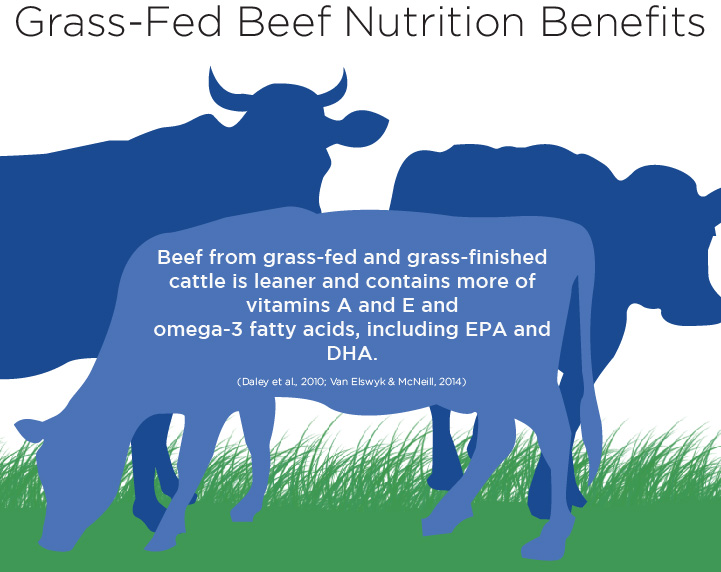 Grass-Fed Beef Nutrition Benefits
Beef from grass-fed and grass-finished
cattle is leaner and contains more of
vitamins A and E and
omega-3 fatty acids, including EPA and
DHA.
(Daley et al., 2010; Van Elswyk & McNeill, 2014)